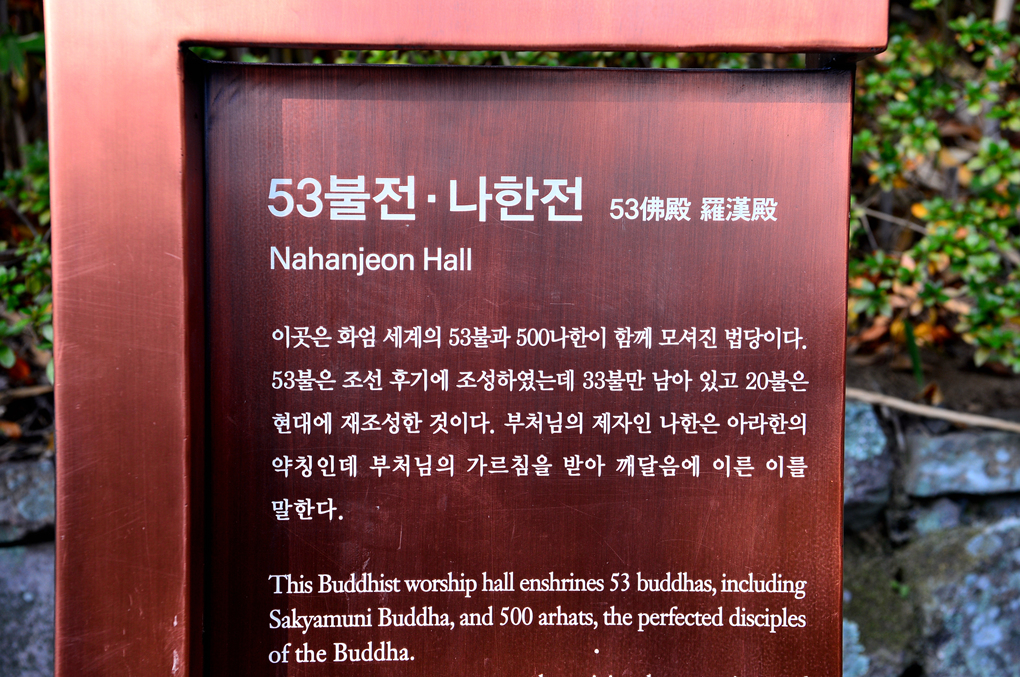 53불전·나한전 53佛殿 羅漢殿
Nahanjeon Hall
이곳은 화엄 세계의 53불과 500나한이 함께 모셔진 법당이다.
53불은 조선 후기에 조성하였는데 33불만 남아 있고 20불은
현대에 재조성한 것이다. 부처님의 제자인 나한은 아라한의
약칭인데 부처님의 가르침을 받아 깨달음에 이른 이를
말한다.
This Buddhist worship hall enshrines 53 buddhas, including
Sakyamuni Buddha, and 500 arhats, the perfected disciples
of the Buddha.